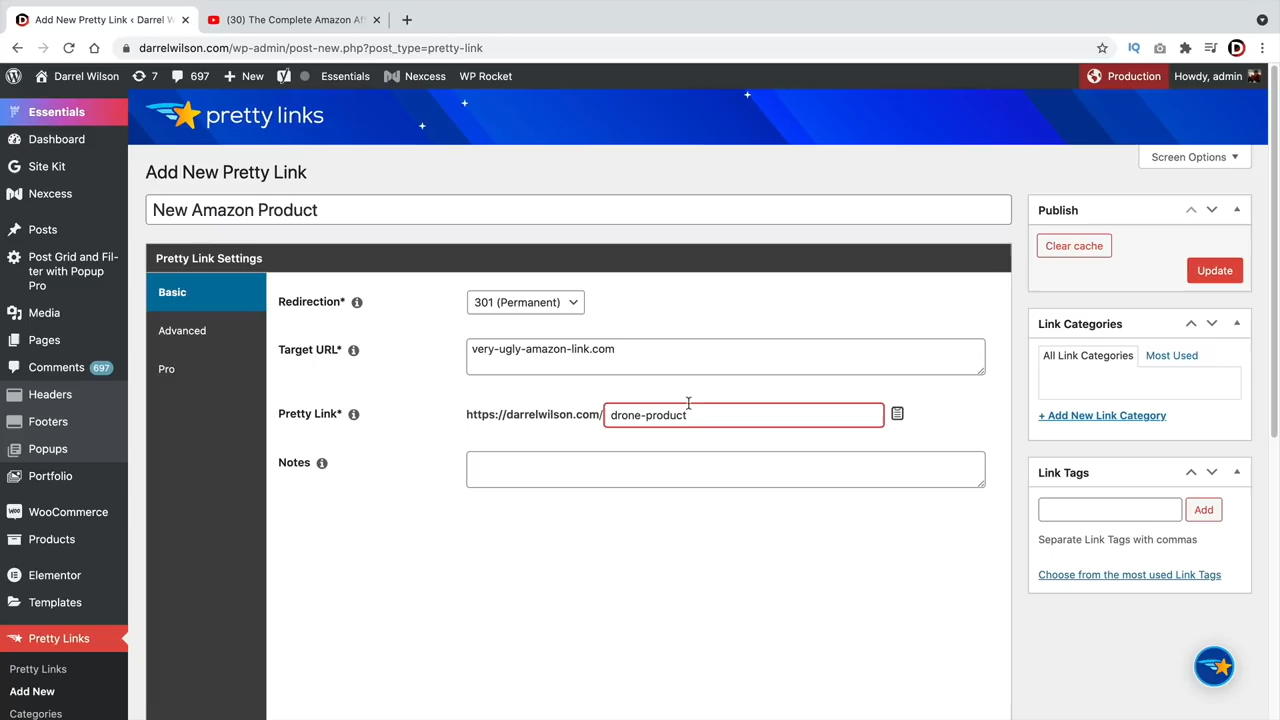 Add New Pretty Link ‹ Darrel W
(30) The Complete Amazon Af
darrelwilson.com/wp-admin/post-new.php?post_type=pretty-link
Darrel Wilson 7 697 New Essentials Nexcess WP Rocket Production Howdy, admin
Essentials
Dashboard
Site Kit
Nexcess
Posts
Post Grid and Fil-
ter with Popup
Pro
Media
Pages
Comments 697
Headers
Footers
Popups
Portfolio
WooCommerce
Products
Elementor
Templates
Pretty Links
Pretty Links
Add New
Categories
pretty links
Screen Options
Add New Pretty Link
New Amazon Product
Pretty Link Settings
Basic
Advanced
Pro
Redirection* 301 (Permanent)
Target URL* very-ugly-amazon-link.com
Pretty Link* https://darrelwilson.com/ drone-product
Notes
Publish
Clear cache
Update
Link Categories
All Link Categories Most Used
+ Add New Link Category
Link Tags
Add
Separate Link Tags with commas
Choose from the most used Link Tags